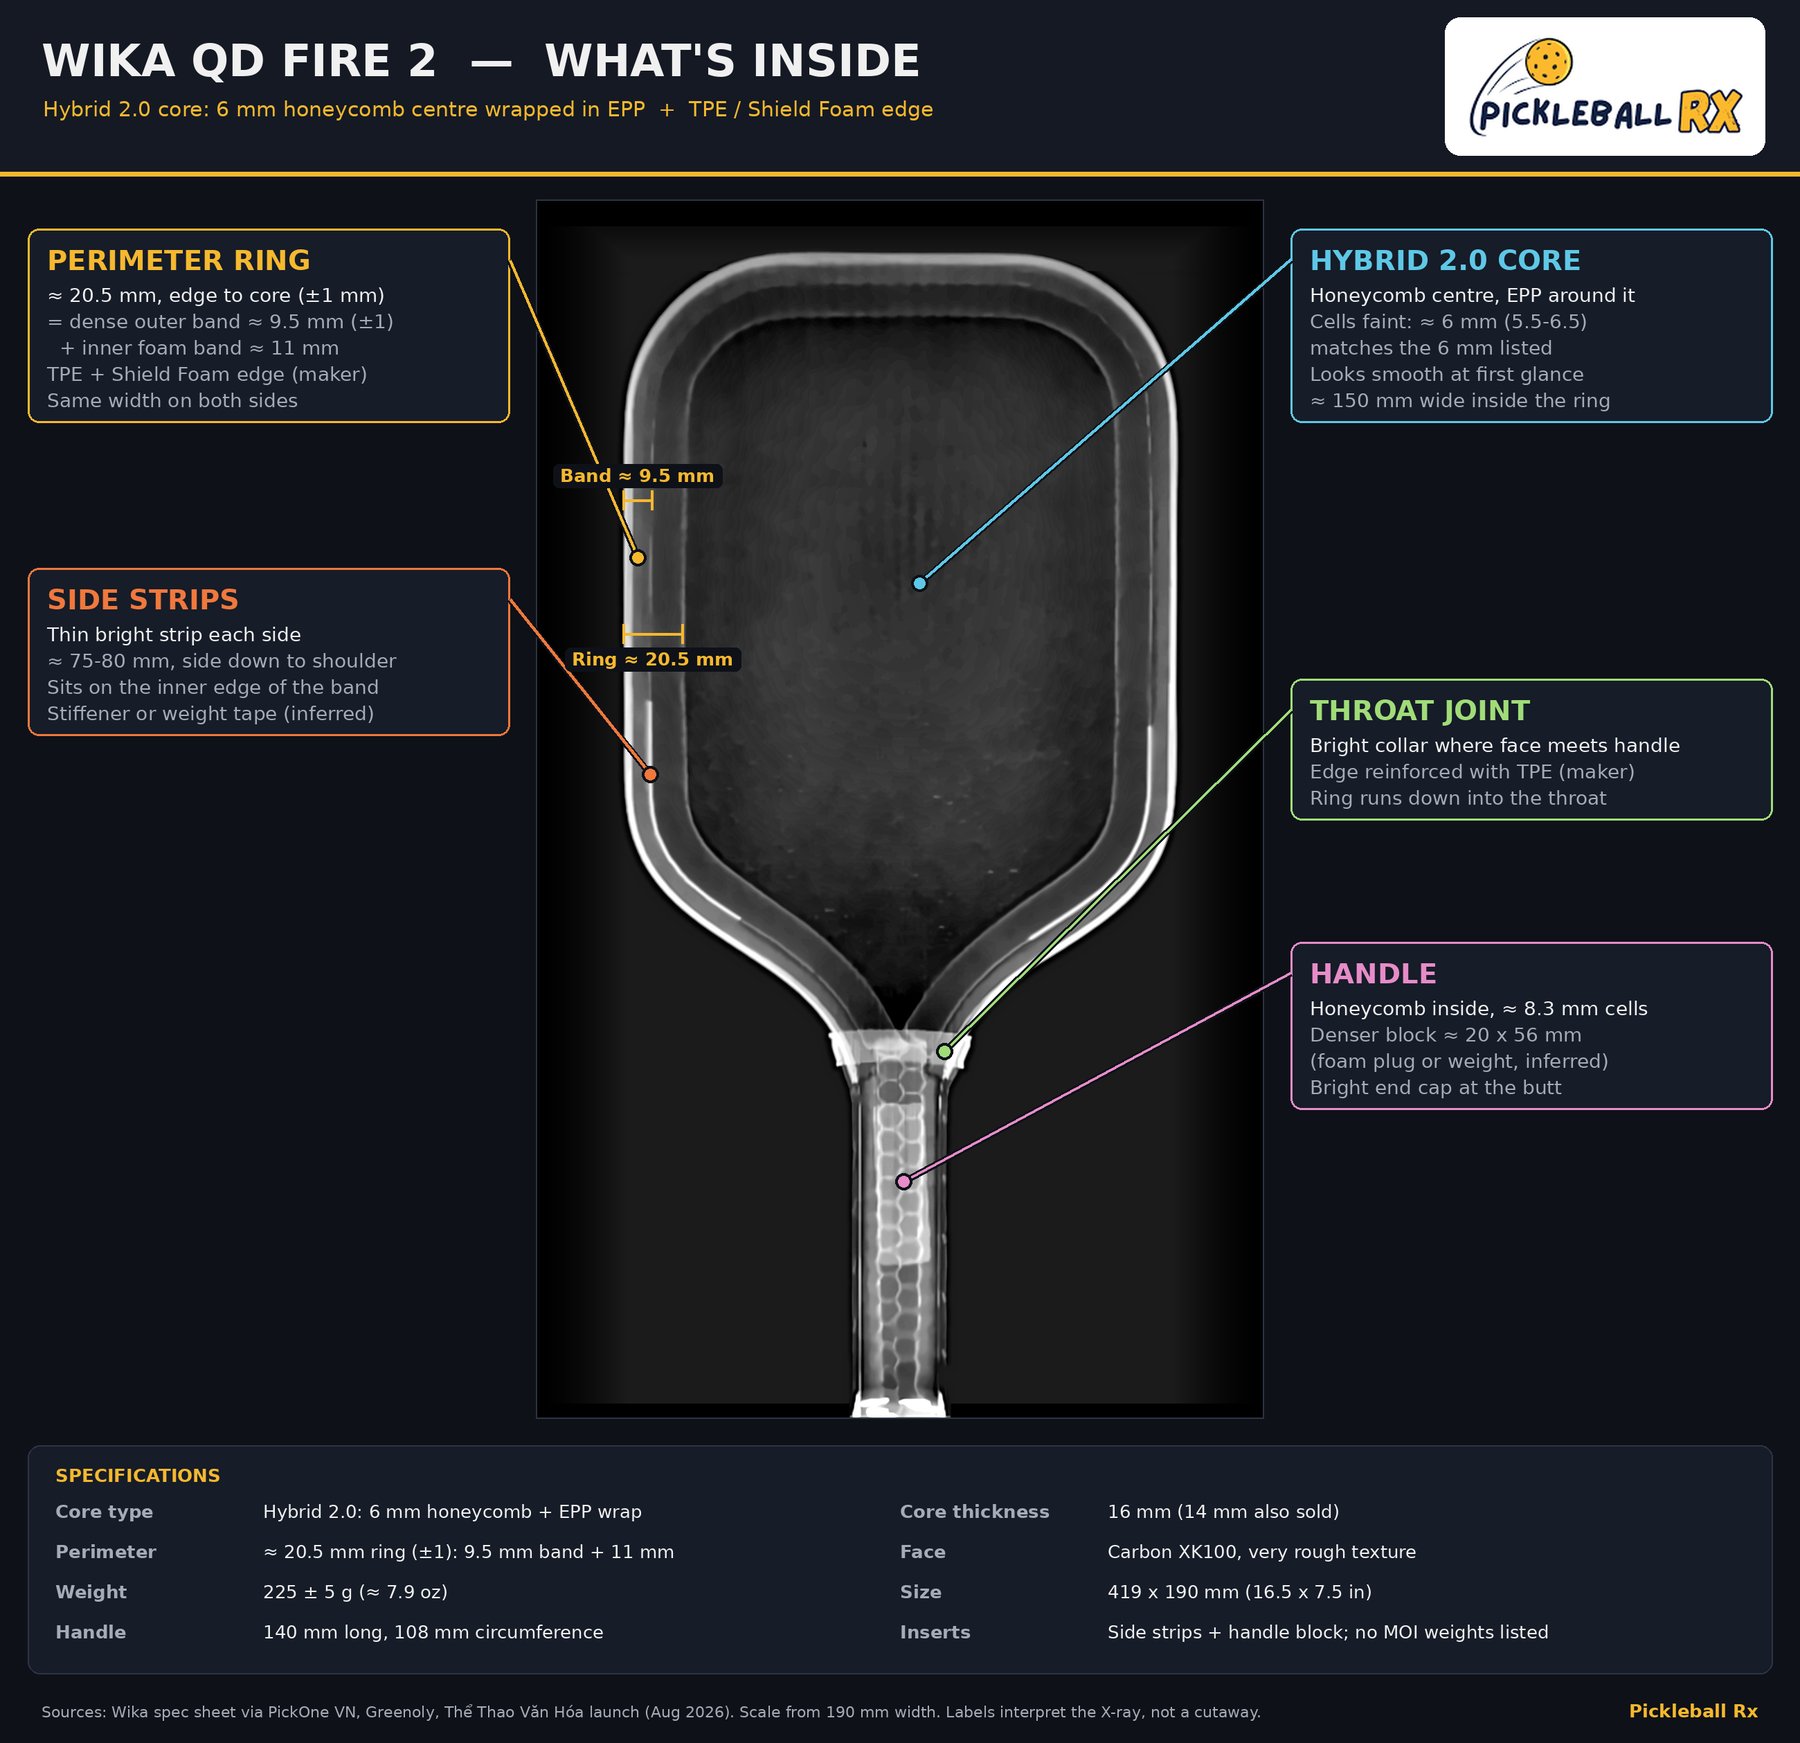 WIKA QD FIRE 2 — WHAT'S INSIDE
Hybrid 2.0 core: 6 mm honeycomb centre wrapped in EPP + TPE / Shield Foam edge
PICKLEBALL RX
PERIMETER RING
≈ 20.5 mm, edge to core (±1 mm)
= dense outer band ≈ 9.5 mm (±1)
+ inner foam band ≈ 11 mm
TPE + Shield Foam edge (maker)
Same width on both sides
HYBRID 2.0 CORE
Honeycomb centre, EPP around it
Cells faint: ≈ 6 mm (5.5-6.5)
matches the 6 mm listed
Looks smooth at first glance
≈ 150 mm wide inside the ring
Band ≈ 9.5 mm
SIDE STRIPS
Thin bright strip each side
≈ 75-80 mm, side down to shoulder
Sits on the inner edge of the band
Stiffener or weight tape (inferred)
Ring ≈ 20.5 mm
THROAT JOINT
Bright collar where face meets handle
Edge reinforced with TPE (maker)
Ring runs down into the throat
HANDLE
Honeycomb inside, ≈ 8.3 mm cells
Denser block ≈ 20 x 56 mm
(foam plug or weight, inferred)
Bright end cap at the butt
SPECIFICATIONS
Core type Hybrid 2.0: 6 mm honeycomb + EPP wrap Core thickness 16 mm (14 mm also sold)
Perimeter ≈ 20.5 mm ring (±1): 9.5 mm band + 11 mm Face Carbon XK100, very rough texture
Weight 225 ± 5 g (≈ 7.9 oz) Size 419 x 190 mm (16.5 x 7.5 in)
Handle 140 mm long, 108 mm circumference Inserts Side strips + handle block; no MOI weights listed
Sources: Wika spec sheet via PickOne VN, Greenoly, Thể Thao Văn Hóa launch (Aug 2026). Scale from 190 mm width. Labels interpret the X-ray, not a cutaway.
Pickleball Rx